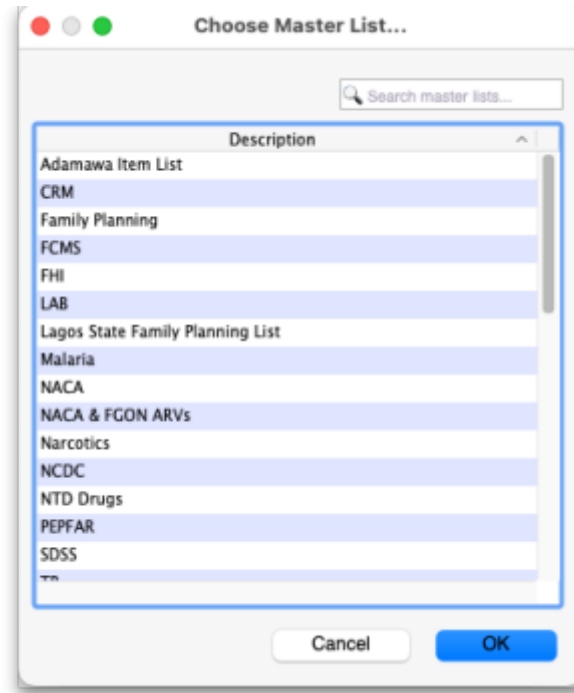 Choose Master List...
Search master lists...
Description
Adamawa Item List
CRM
Family Planning
FCMS
FHI
LAB
Lagos State Family Planning List
Malaria
NACA
NACA & FGON ARVs
Narcotics
NCDC
NTD Drugs
PEPFAR
SDSS
Cancel OK